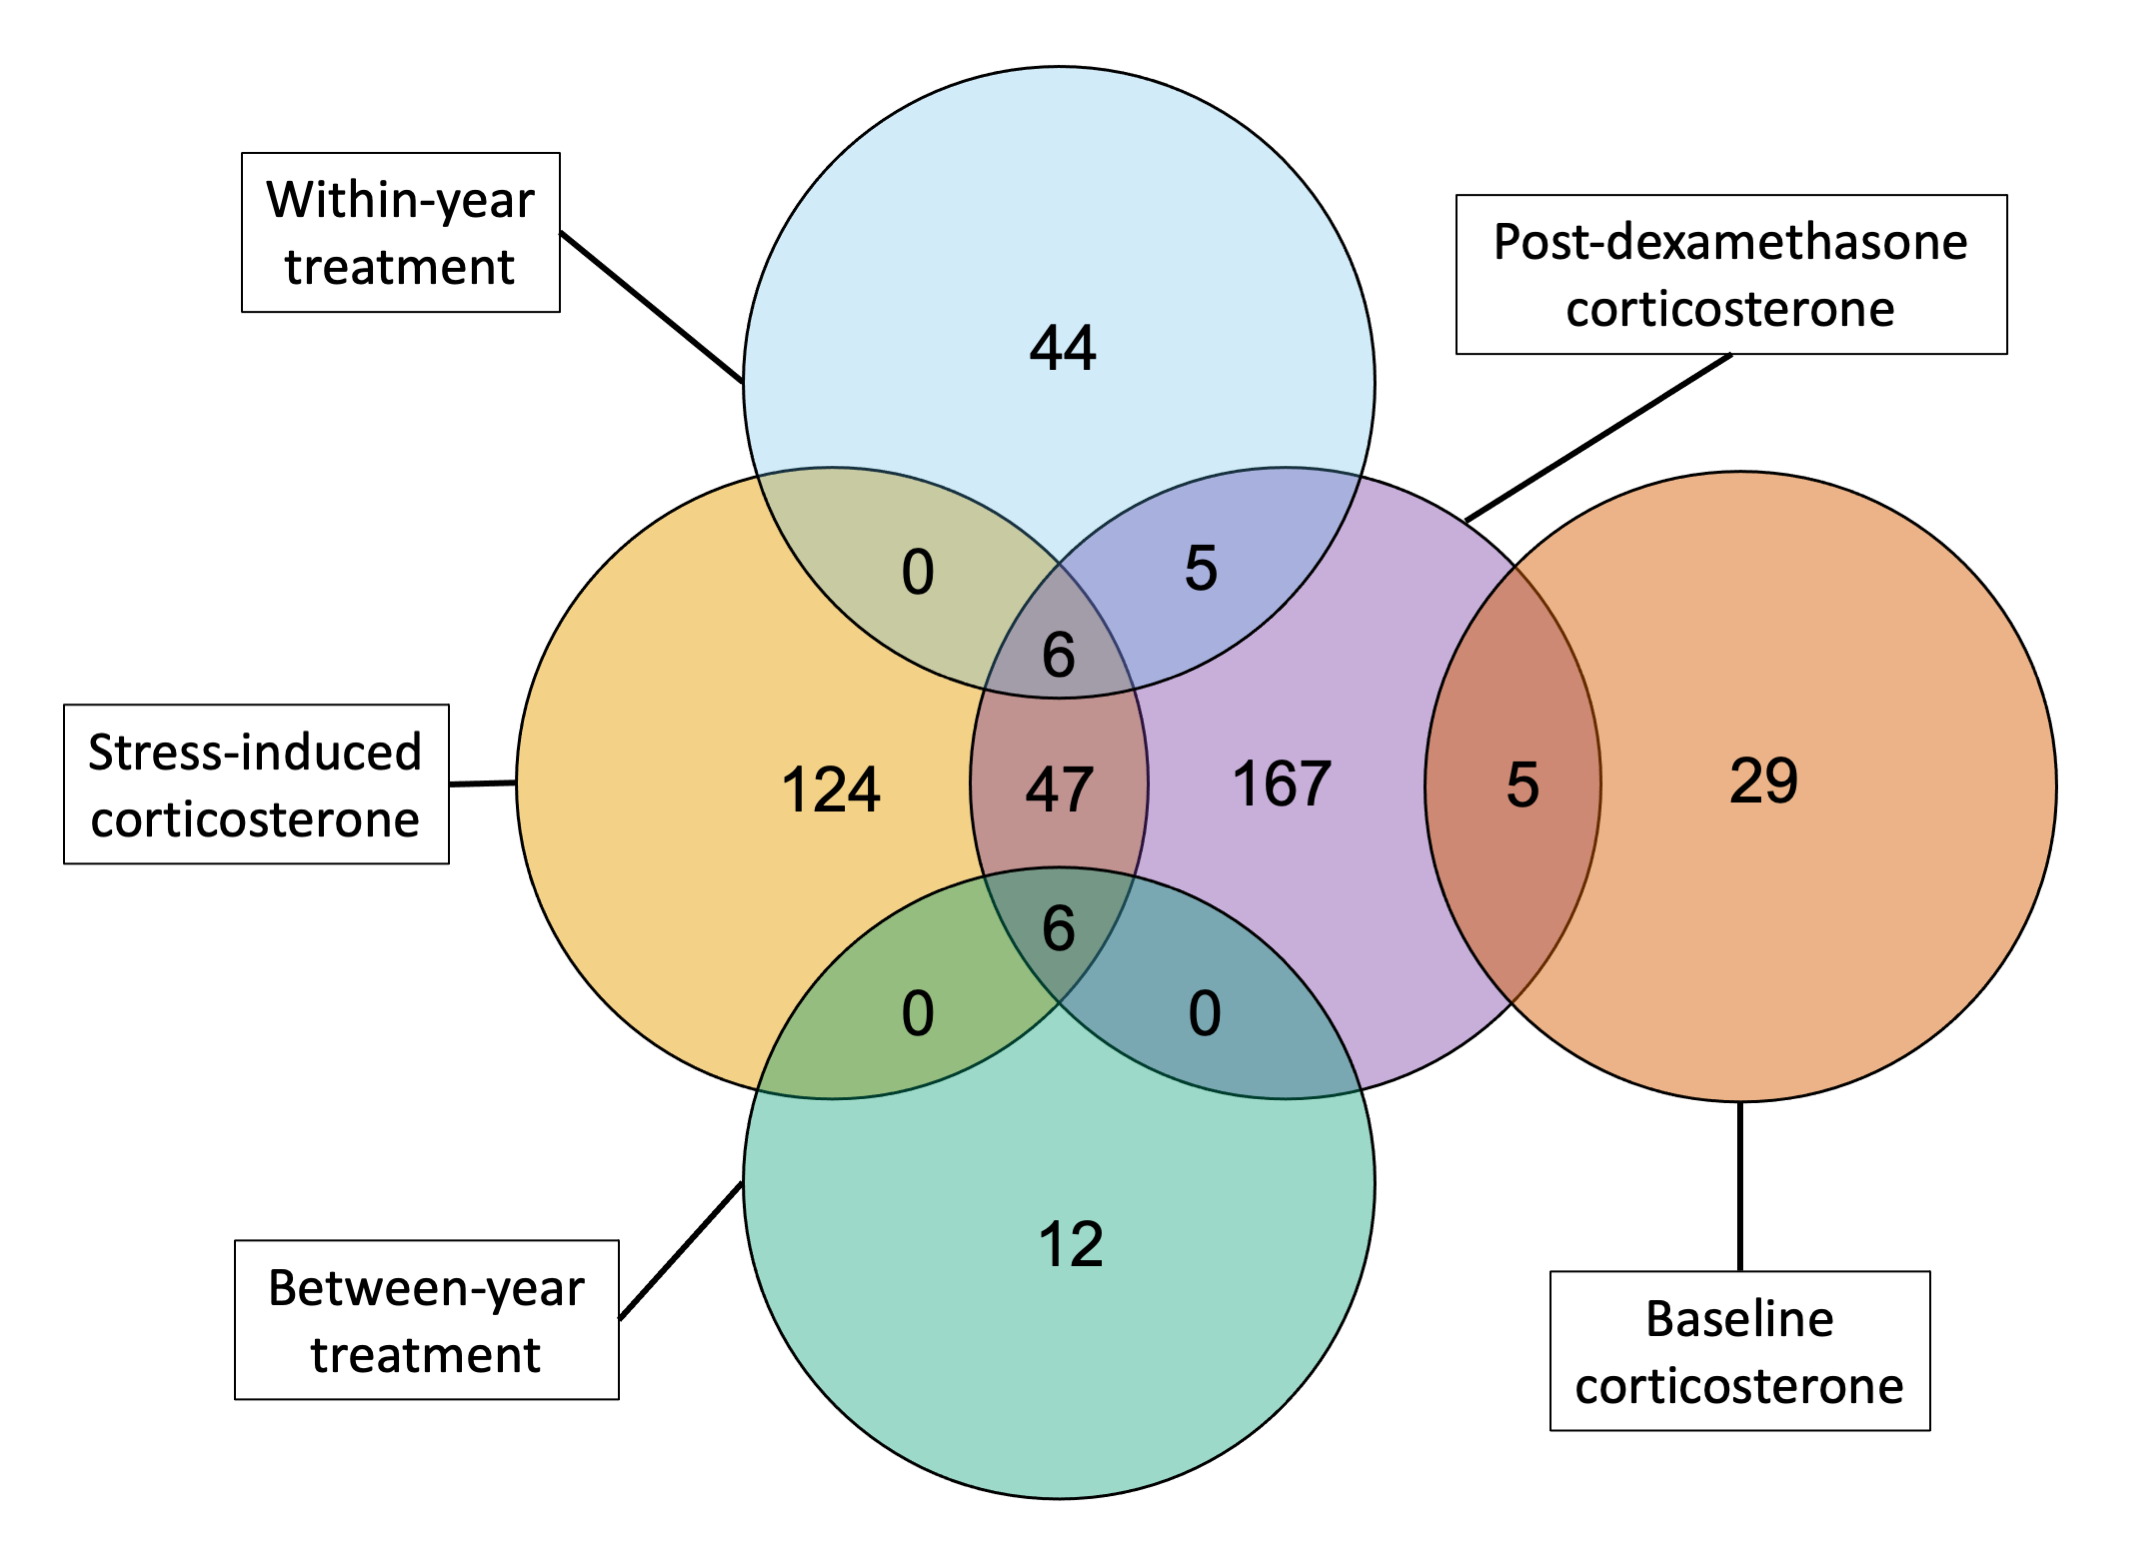 Within-year
treatment
Post-dexamethasone
corticosterone
44
0
5
6
Stress-induced
corticosterone
124
47
167
5
29
6
0
0
Between-year
treatment
12
Baseline
corticosterone